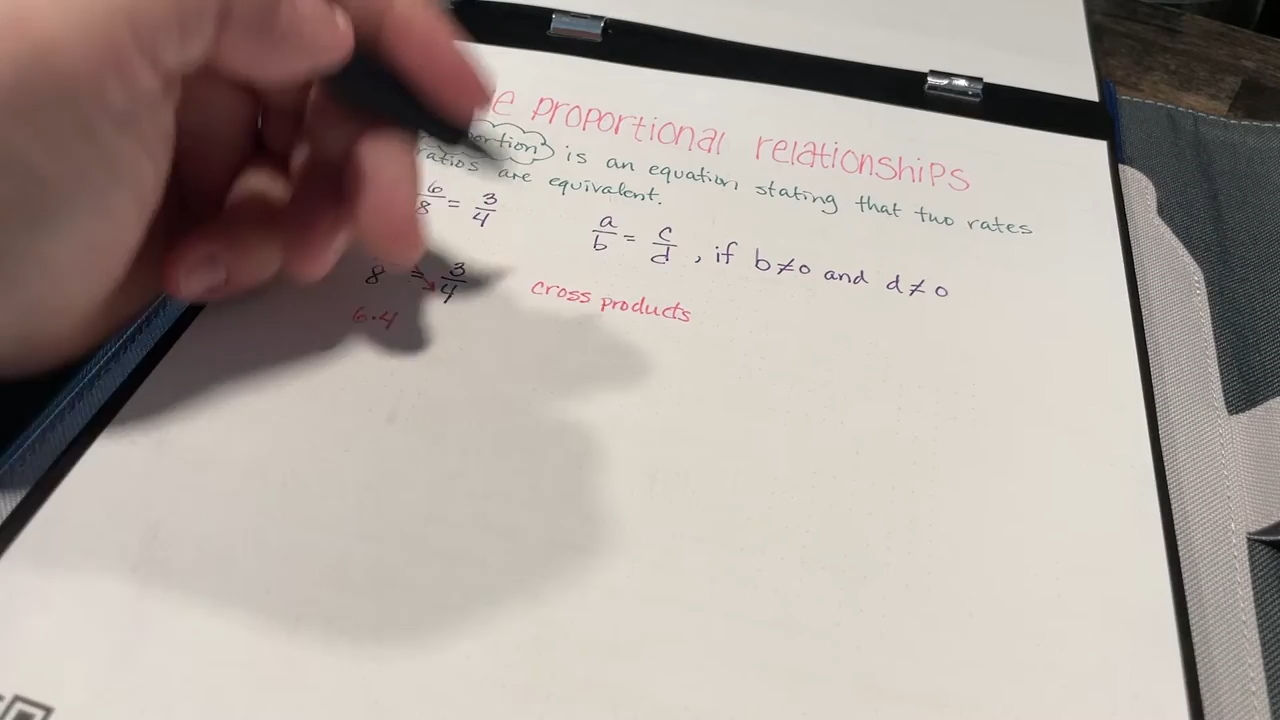 e proportional relationships
portion is an equation stating that two rates
ratios are equivalent.
6/8 = 3/4
a/b = c/d , if b≠0 and d≠0
8 = 3/4
cross products
6·4